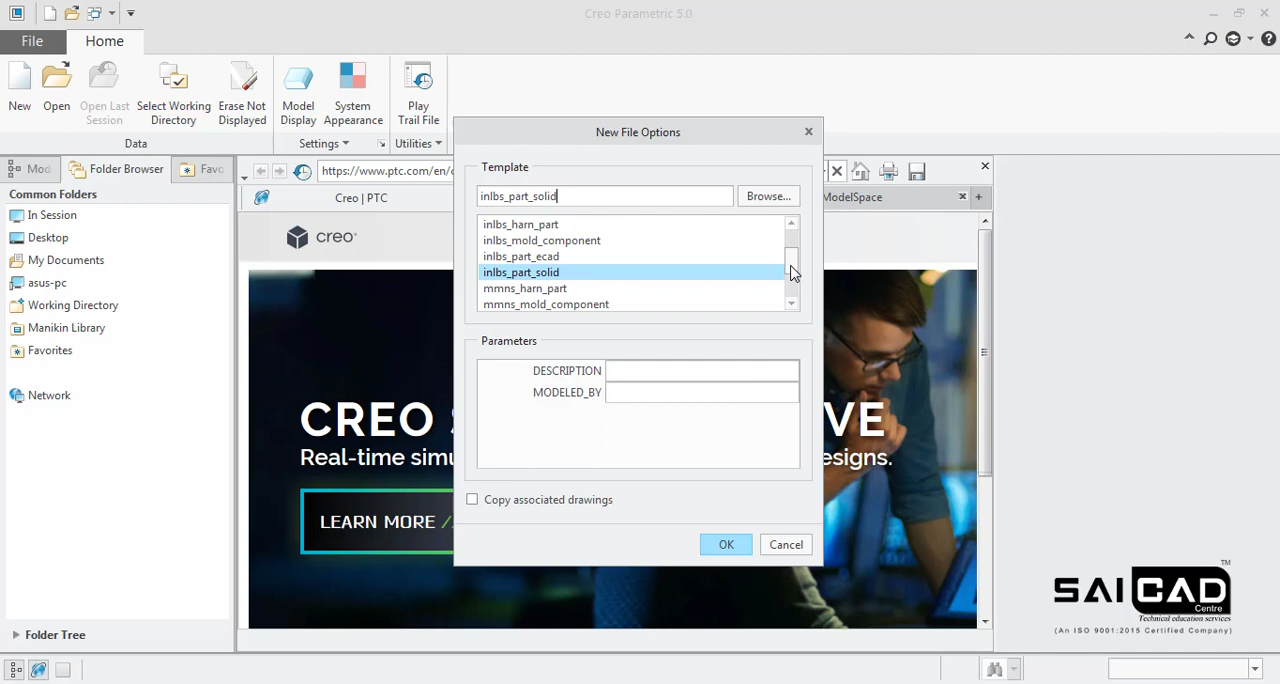 Creo Parametric 5.0
File
Home
New
Open
Open Last Session
Select Working Directory
Erase Not Displayed
Model Display
System Appearance
Play Trail File
Data
Settings
Utilities
Mod
Folder Browser
Favo
https://www.ptc.com/en/c
Common Folders
In Session
Desktop
My Documents
asus-pc
Working Directory
Manikin Library
Favorites
Network
Folder Tree
Creo | PTC
ModelSpace
creo
CREO S
VE
Real-time simu
esigns.
LEARN MORE //
New File Options
Template
inlbs_part_solid
Browse...
inlbs_harn_part
inlbs_mold_component
inlbs_part_ecad
inlbs_part_solid
mmns_harn_part
mmns_mold_component
Parameters
DESCRIPTION
MODELED_BY
Copy associated drawings
OK
Cancel
SAI CAD TM
Centre
Technical education services
(An ISO 9001:2015 Certified Company)